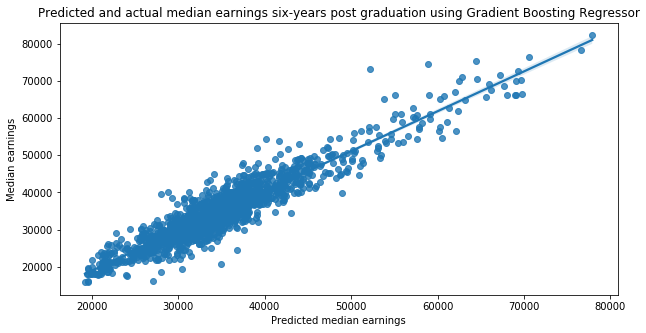 Predicted and actual median earnings six-years post graduation using Gradient Boosting Regressor
80000
70000
60000
50000
40000
30000
20000
Median earnings
20000 30000 40000 50000 60000 70000 80000
Predicted median earnings